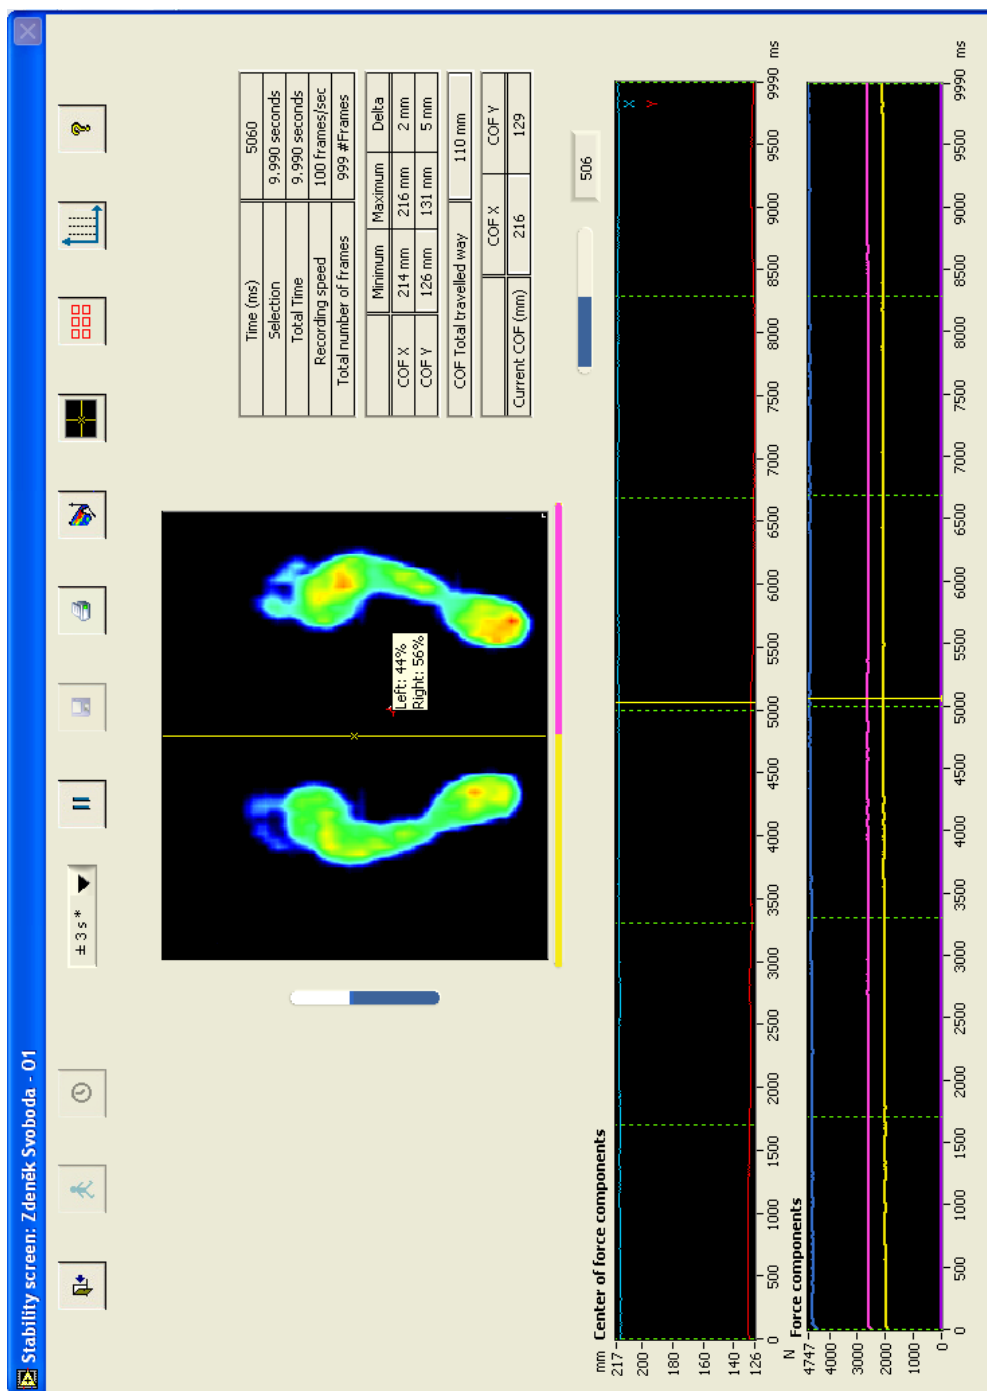 Stability screen: Zdeněk Svoboda - O1
± 3 s *
?
Left: 44%
Right: 56%
Time (ms) 5060
Selection 9.990 seconds
Total Time 9.990 seconds
Recording speed 100 frames/sec
Total number of frames 999 #Frames
Minimum Maximum Delta
COF X 214 mm 216 mm 2 mm
COF Y 126 mm 131 mm 5 mm
COF Total travelled way 110 mm
COF X COF Y
Current COF (mm) 216 129
506
mm Center of force components
217
200
180
160
140
126
X
Y
0 500 1000 1500 2000 2500 3000 3500 4000 4500 5000 5500 6000 6500 7000 7500 8000 8500 9000 9500 9990 ms
N Force components
4747
4000
3000
2000
1000
0
0 500 1000 1500 2000 2500 3000 3500 4000 4500 5000 5500 6000 6500 7000 7500 8000 8500 9000 9500 9990 ms